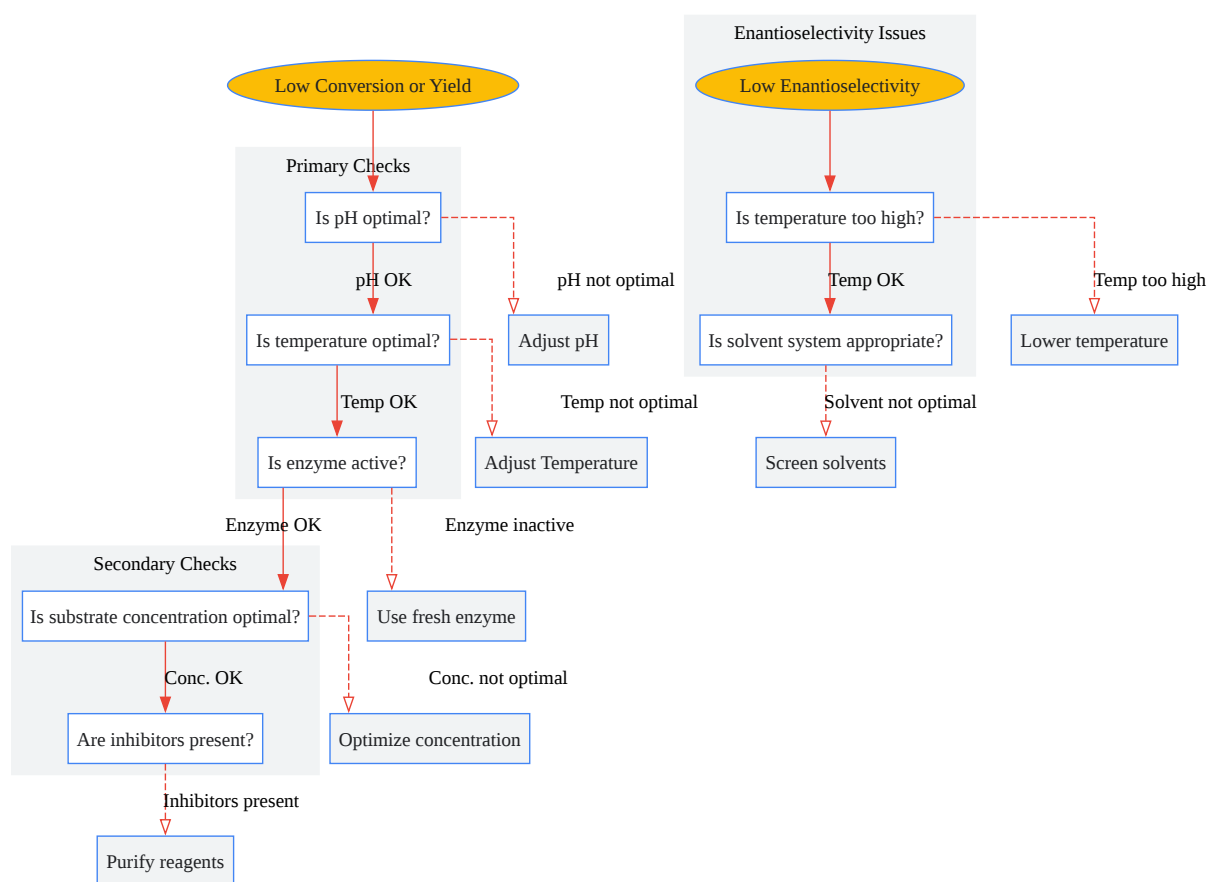 Enantioselectivity Issues
Low Conversion or Yield
Low Enantioselectivity
Primary Checks
Is pH optimal?
Is temperature too high?
pH OK
pH not optimal
Temp OK
Temp too high
Is temperature optimal?
Adjust pH
Is solvent system appropriate?
Lower temperature
Temp OK
Temp not optimal
Solvent not optimal
Is enzyme active?
Adjust Temperature
Screen solvents
Enzyme OK
Enzyme inactive
Secondary Checks
Is substrate concentration optimal?
Use fresh enzyme
Conc. OK
Conc. not optimal
Are inhibitors present?
Optimize concentration
Inhibitors present
Purify reagents